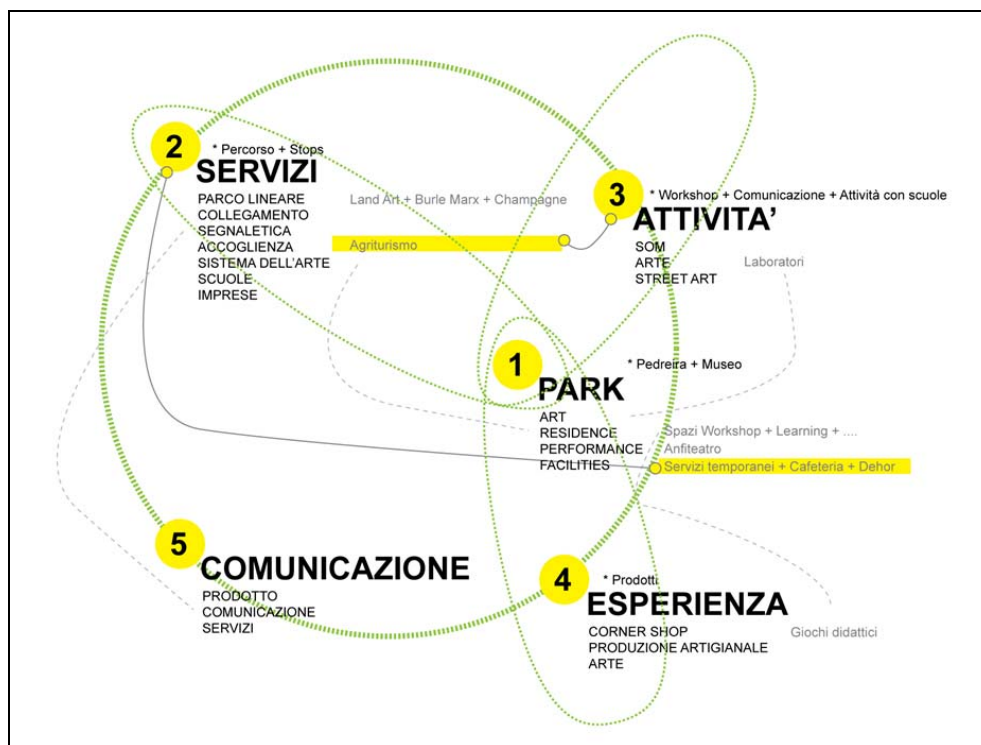 2
* Percorso + Stops
SERVIZI
PARCO LINEARE
COLLEGAMENTO
SEGNALETICA
ACCOGLIENZA
SISTEMA DELL'ARTE
SCUOLE
IMPRESE
Land Art + Burle Marx + Champagne
Agriturismo
3
* Workshop + Comunicazione + Attività con scuole
ATTIVITA'
SOM
ARTE
STREET ART
Laboratori
1
* Pedreira + Museo
PARK
ART
RESIDENCE
PERFORMANCE
FACILITIES
Spazi Workshop + Learning + ....
Anfiteatro
Servizi temporanei + Cafeteria + Dehor
5
COMUNICAZIONE
PRODOTTO
COMUNICAZIONE
SERVIZI
4
* Prodotti
ESPERIENZA
CORNER SHOP
PRODUZIONE ARTIGIANALE
ARTE
Giochi didattici